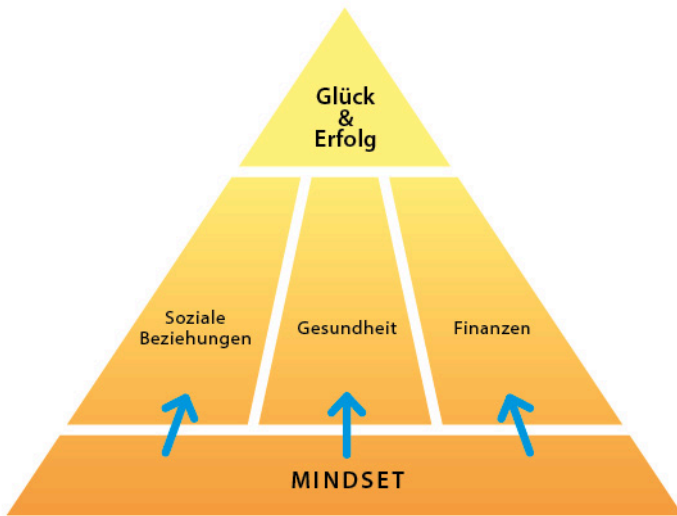 Glück
&
Erfolg
Soziale
Beziehungen
Gesundheit
Finanzen
MINDSET